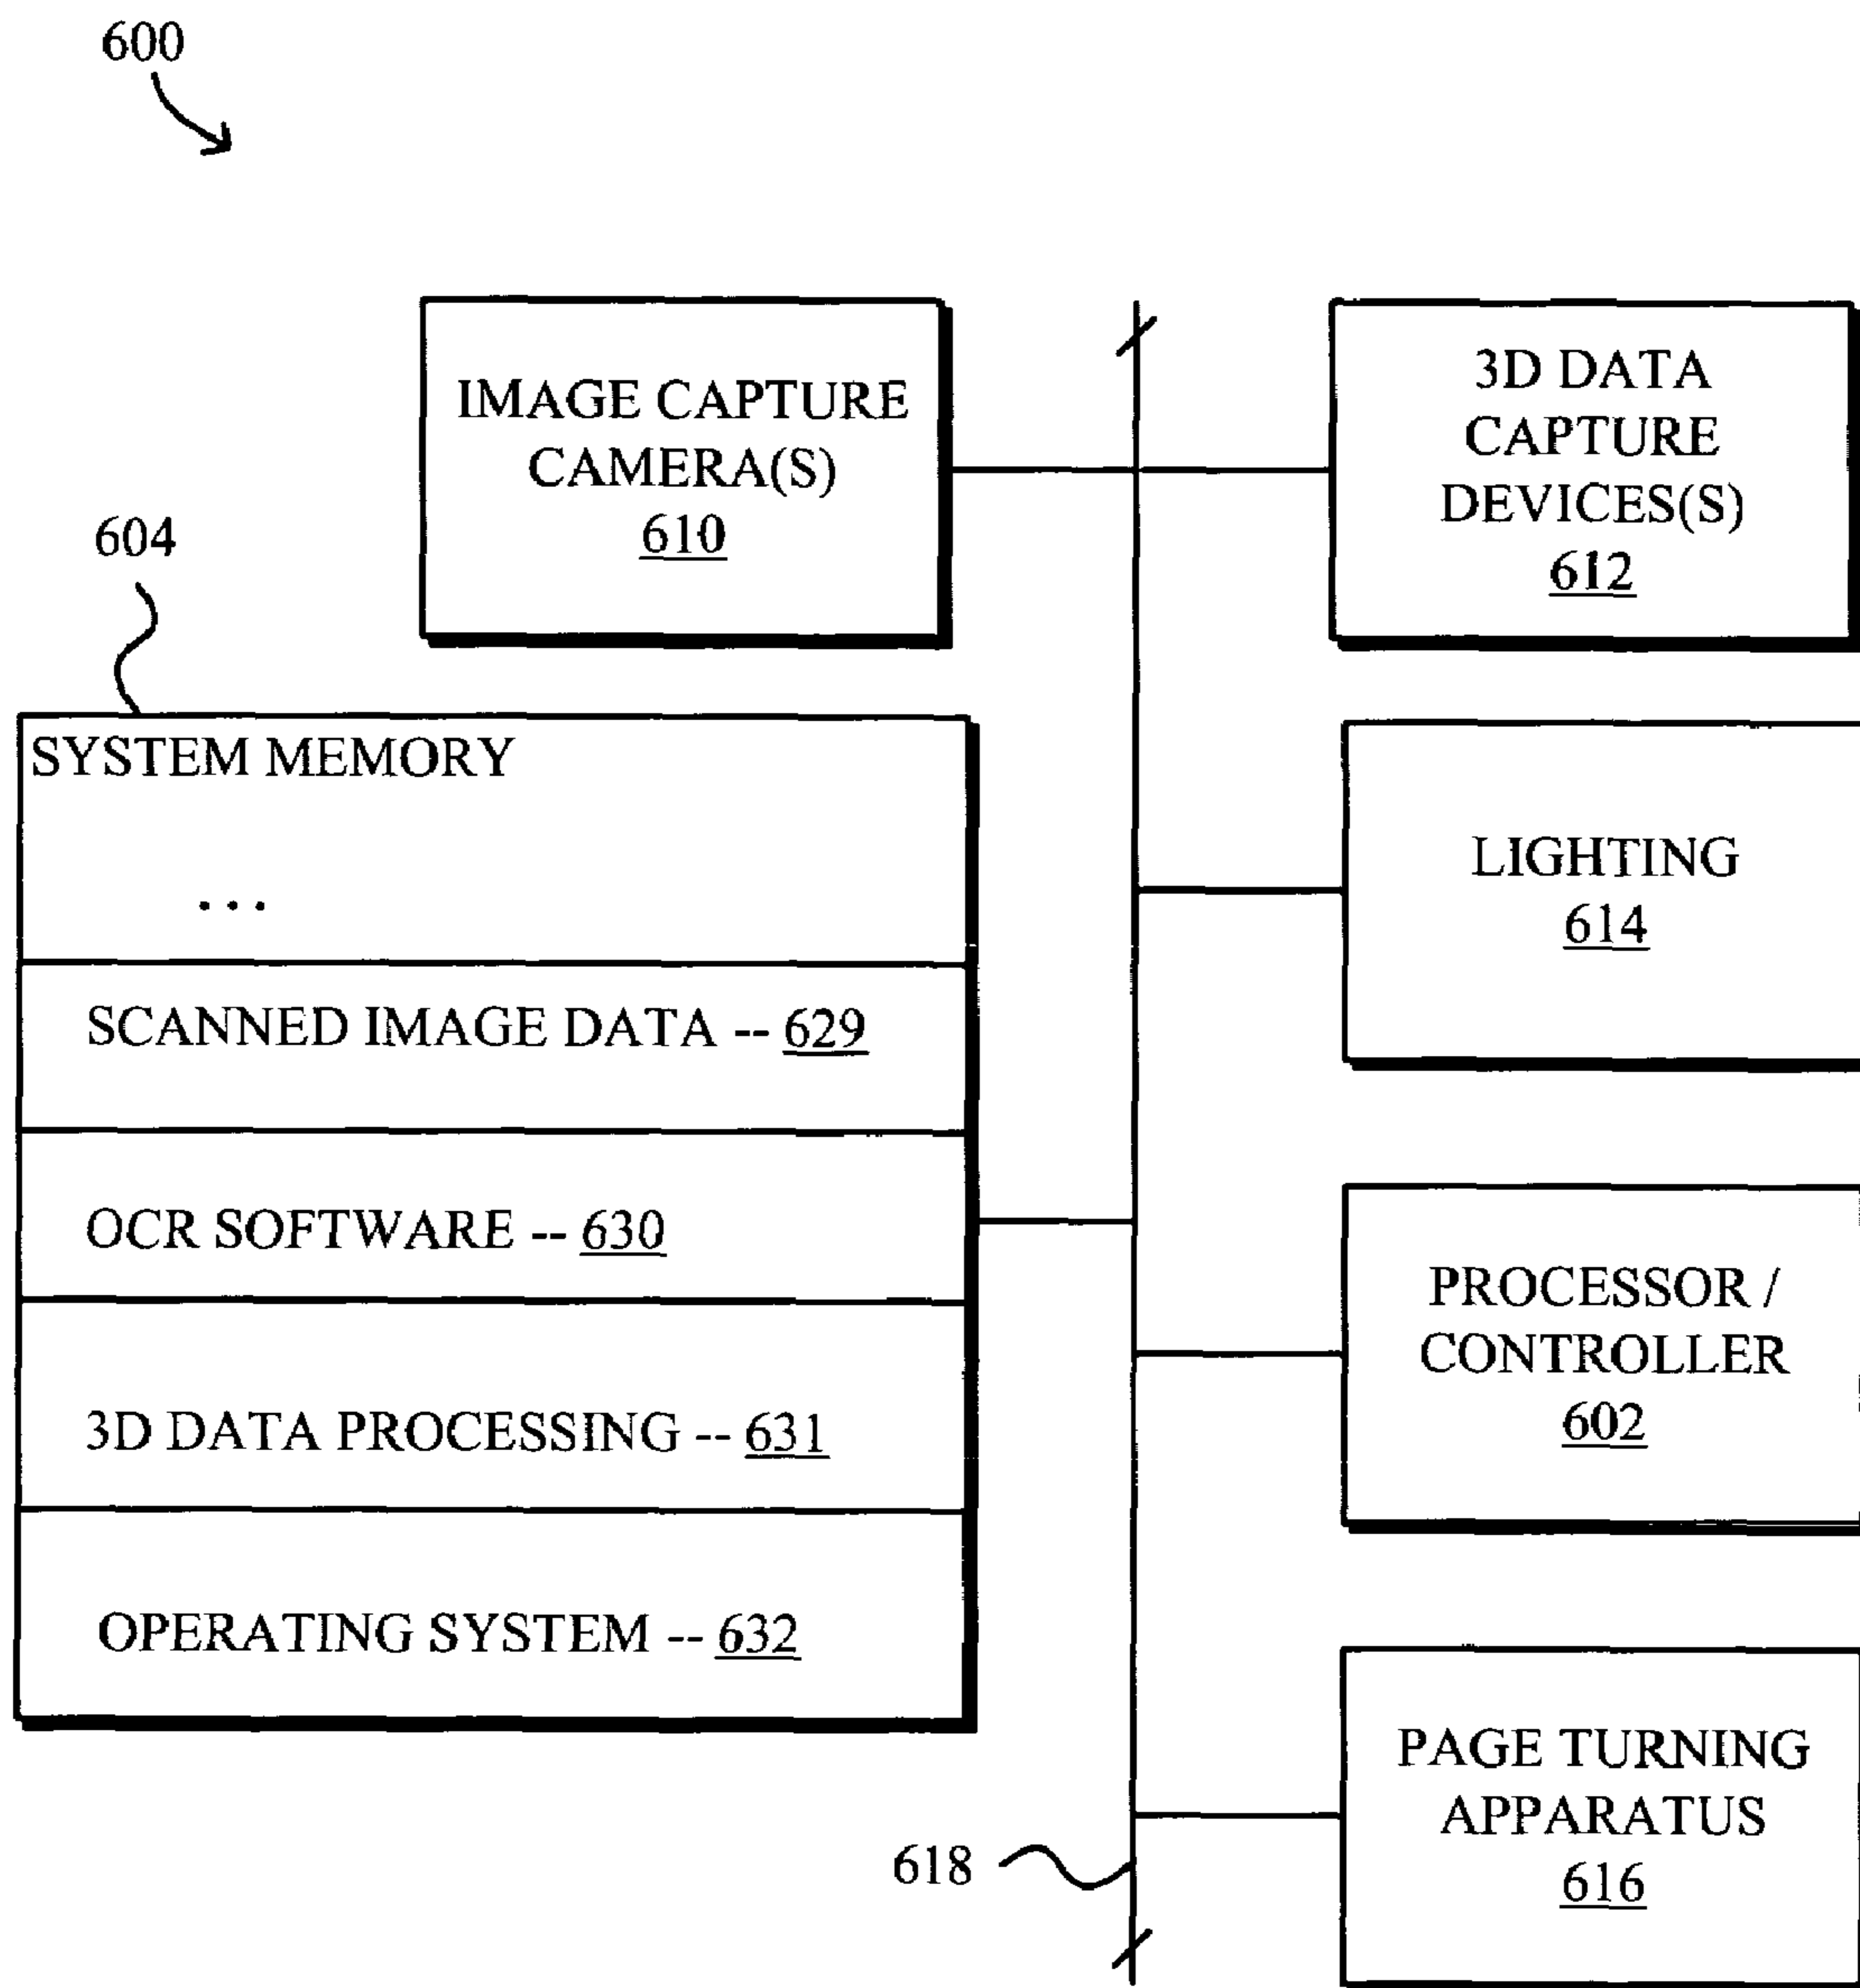 600
IMAGE CAPTURE
CAMERA(S)
610
3D DATA
CAPTURE
DEVICES(S)
612
604
SYSTEM MEMORY
...
SCANNED IMAGE DATA -- 629
OCR SOFTWARE -- 630
3D DATA PROCESSING -- 631
OPERATING SYSTEM -- 632
LIGHTING
614
PROCESSOR /
CONTROLLER
602
PAGE TURNING
APPARATUS
616
618